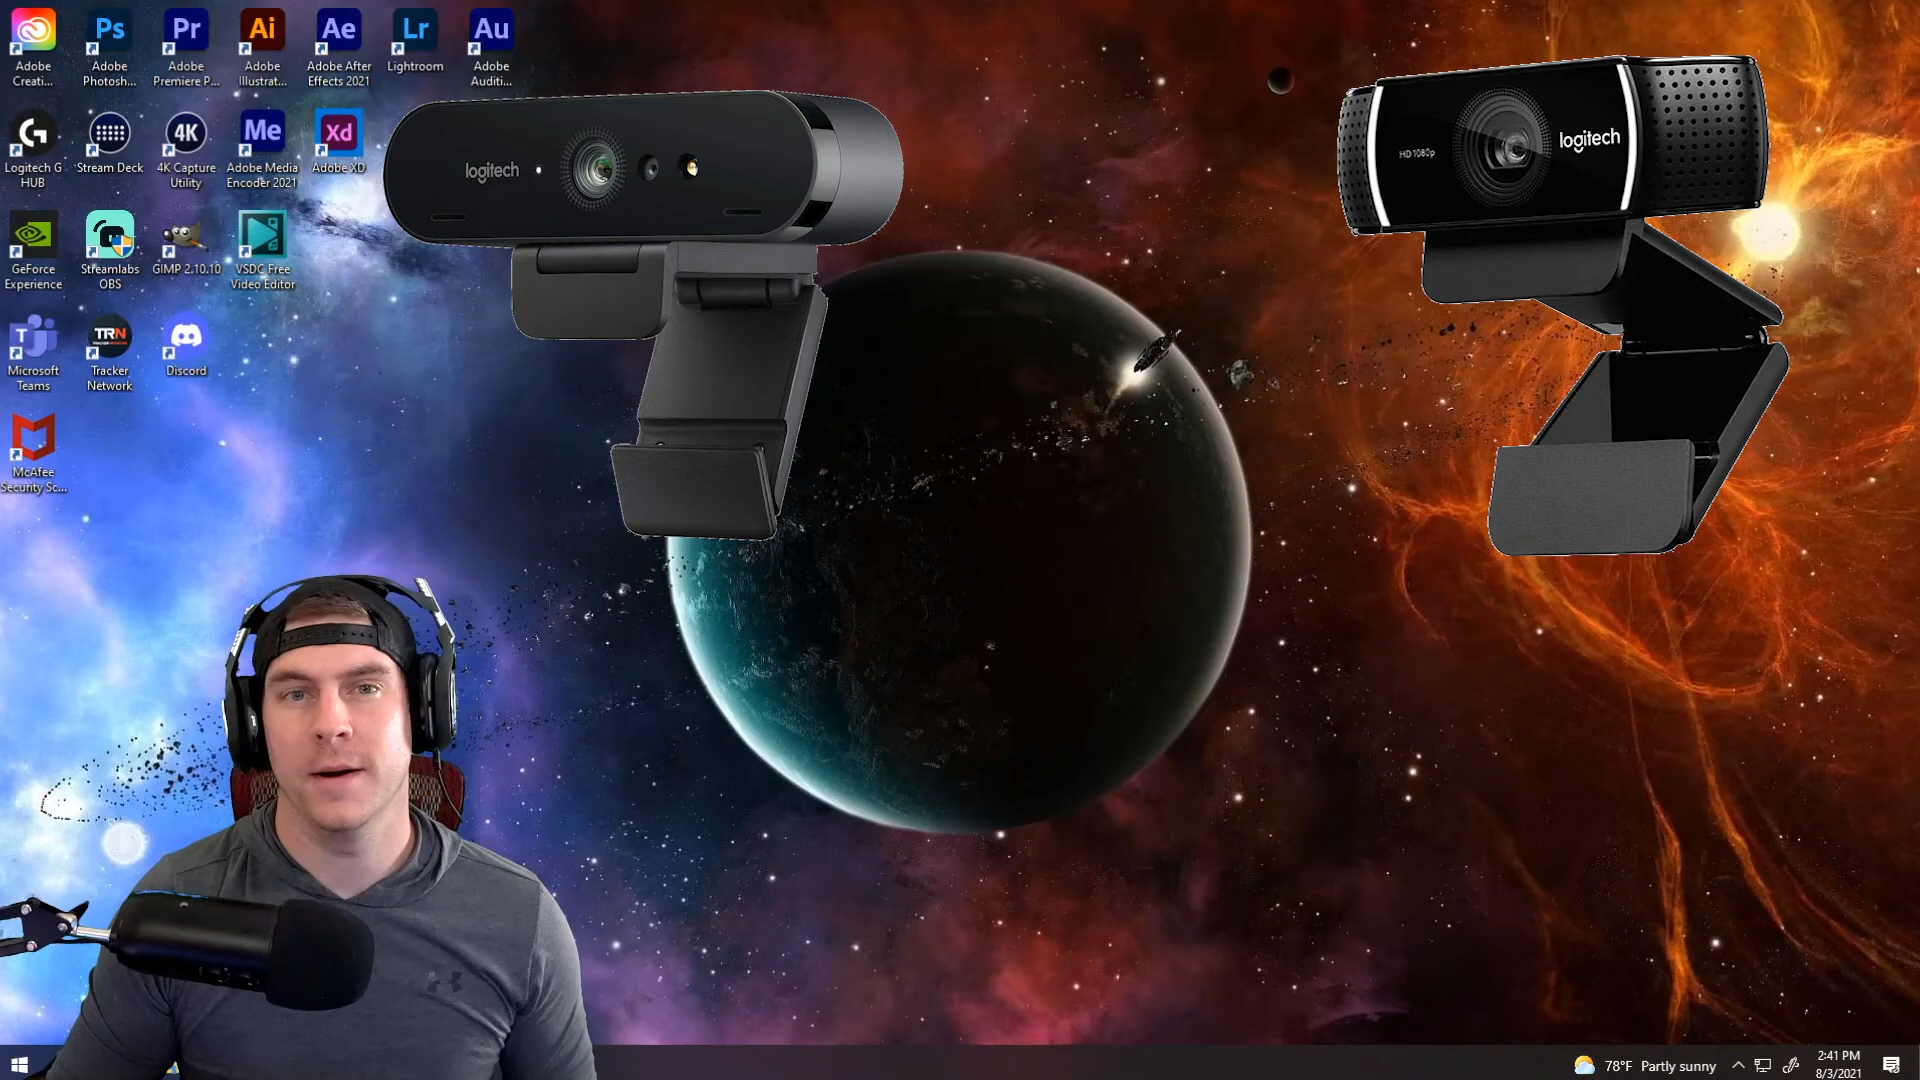 Ps
Pr
Ai
Ae
Lr
Au
Adobe
Creati...
Adobe
Photosh...
Adobe
Premiere P...
Adobe
Illustrat...
Adobe After
Effects 2021
Lightroom
Adobe
Auditi...
G
4K
Me
Xd
Logitech G
HUB
Stream Deck
4K Capture
Utility
Adobe Media
Encoder 2021
Adobe XD
GeForce
Experience
Streamlabs
OBS
GIMP 2.10.10
VSDC Free
Video Editor
T
TRN
Microsoft
Teams
Tracker
Network
Discord
McAfee
Security Sc...
logitech
HD 1080p
logitech
78°F Partly sunny
2:41 PM
8/3/2021